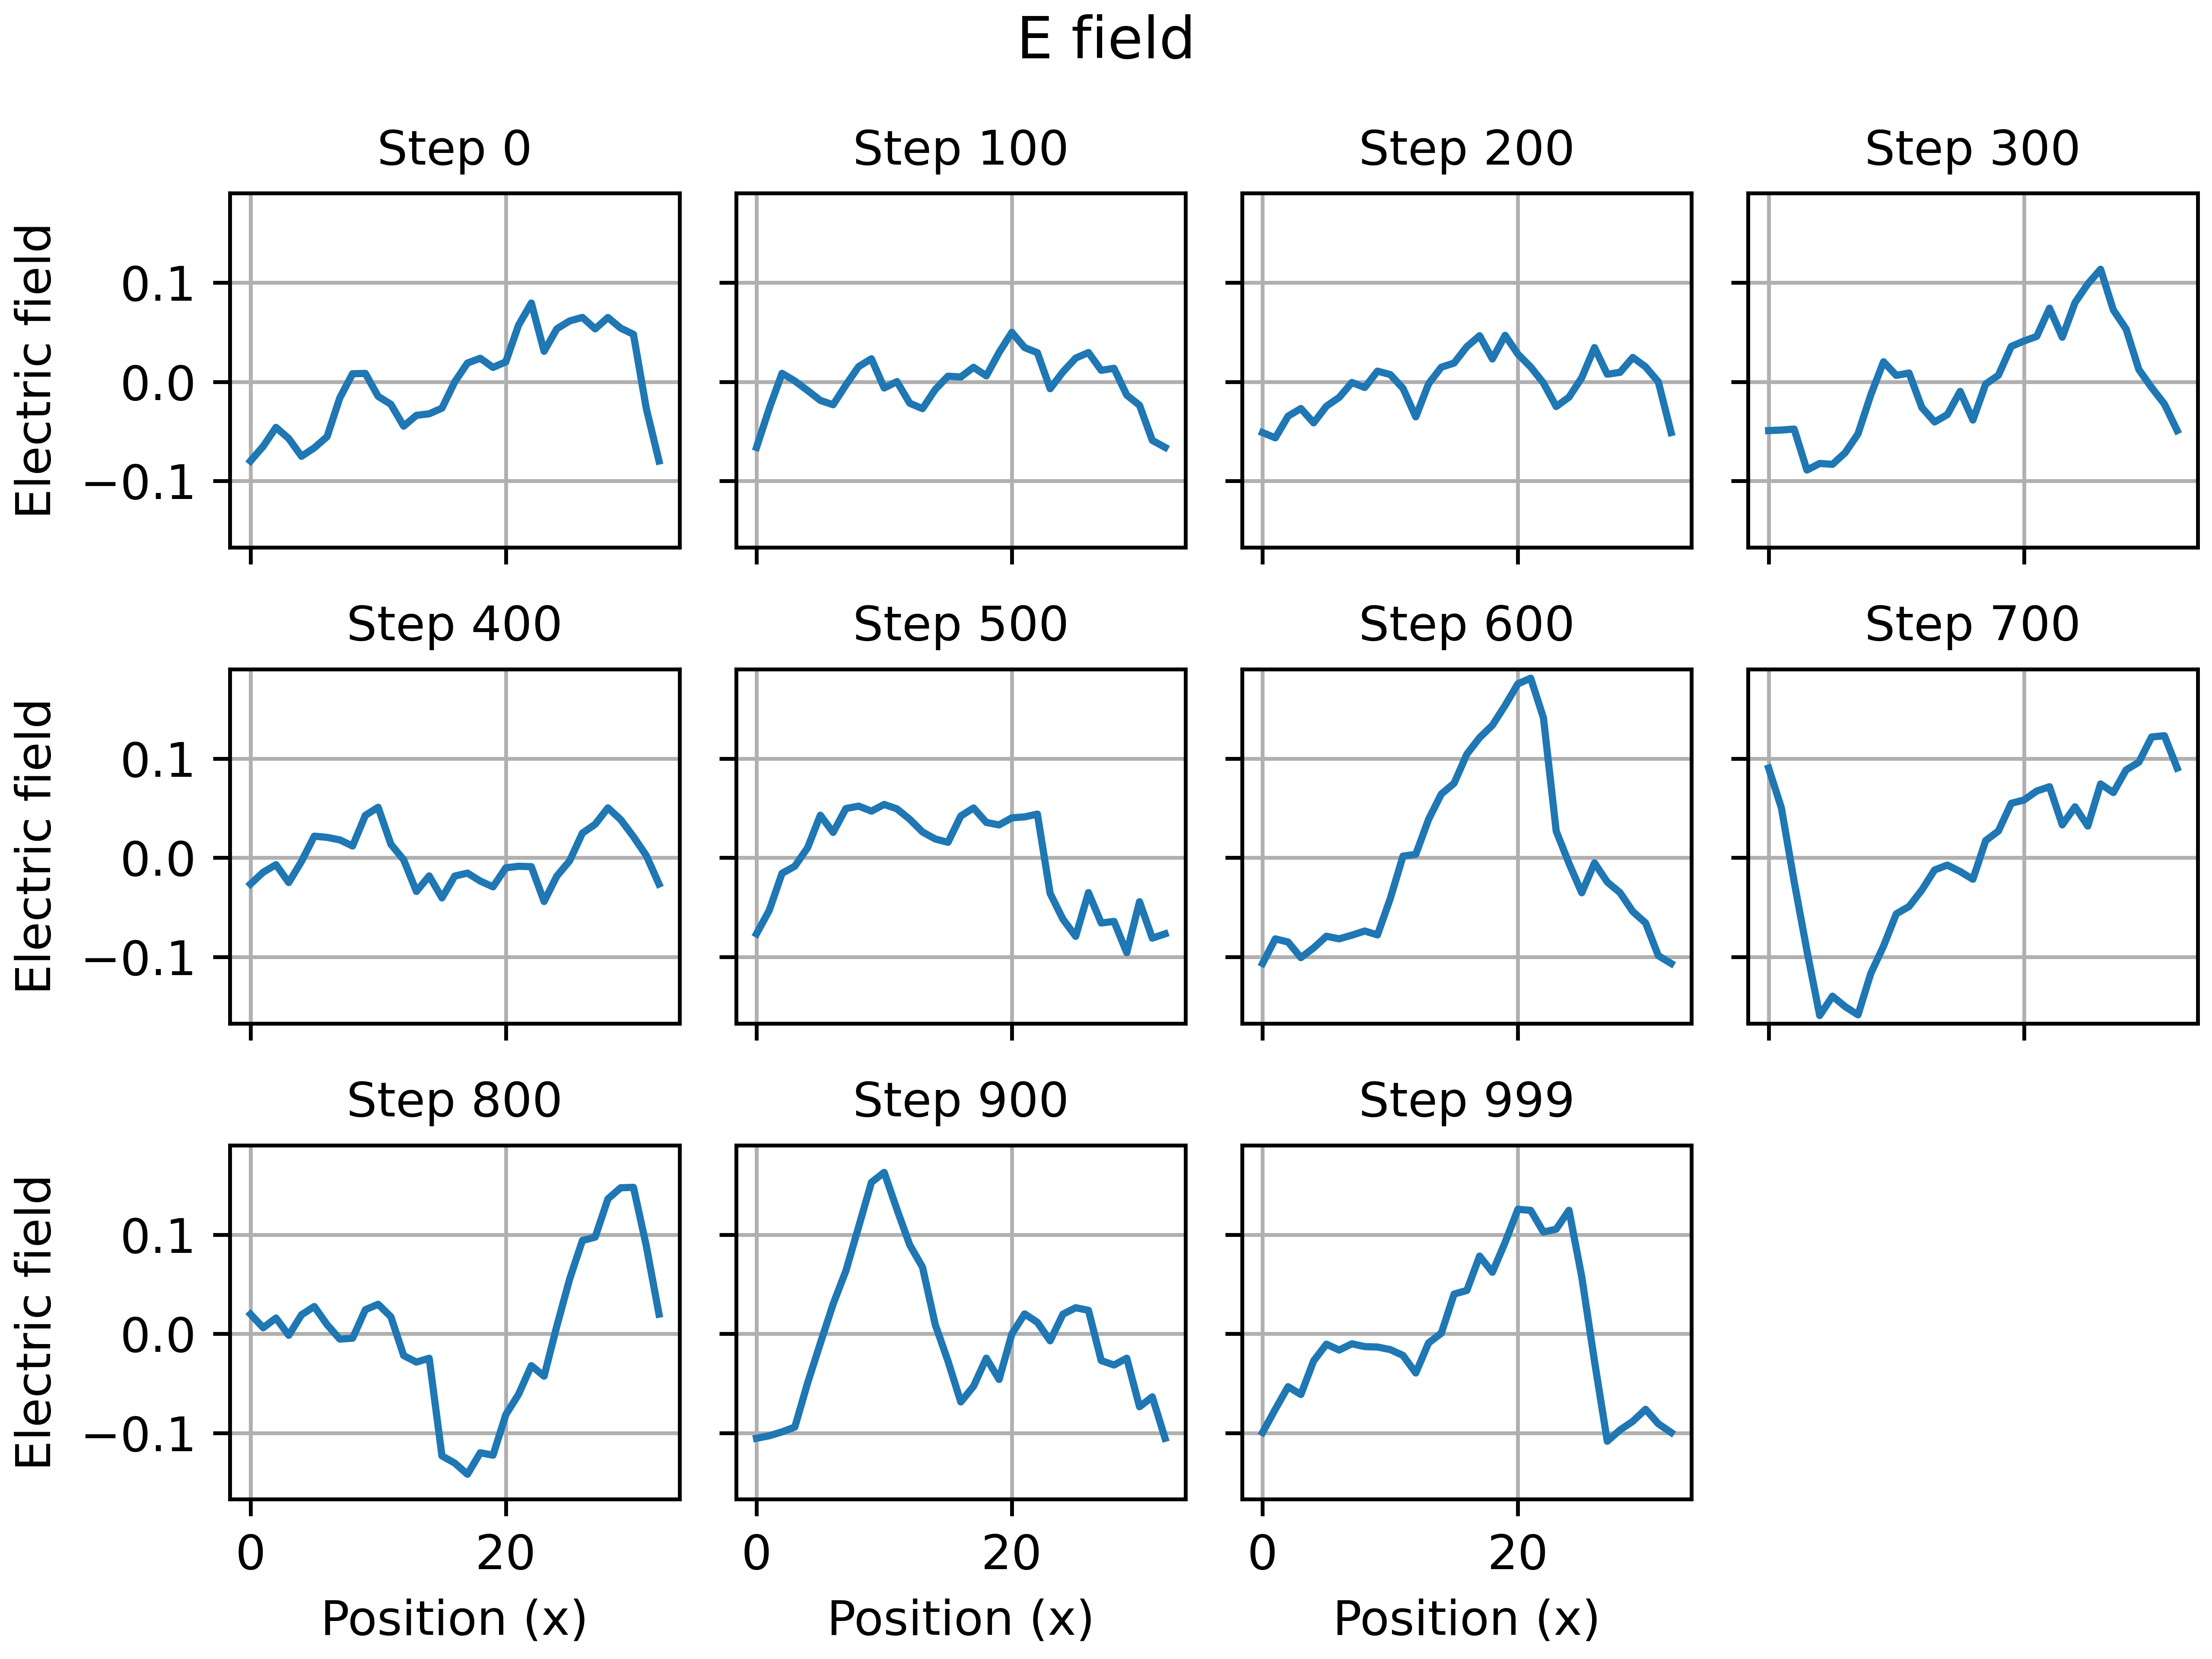 E field
Step 0
Step 100
Step 200
Step 300
Electric field
0.1
0.0
−0.1
Step 400
Step 500
Step 600
Step 700
Electric field
0.1
0.0
−0.1
Step 800
Step 900
Step 999
Electric field
0.1
0.0
−0.1
0 20
0 20
0 20
Position (x)
Position (x)
Position (x)